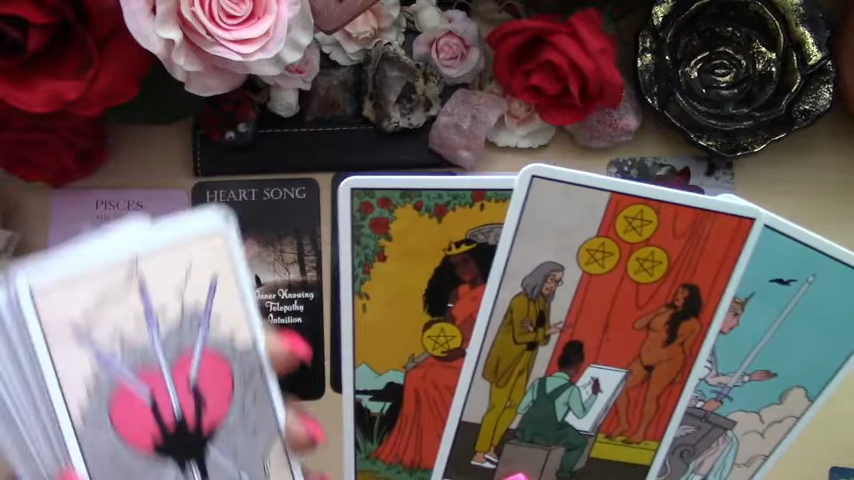 PISCES
HEART SONG
Inner Knowing
Telepathy
Intuition